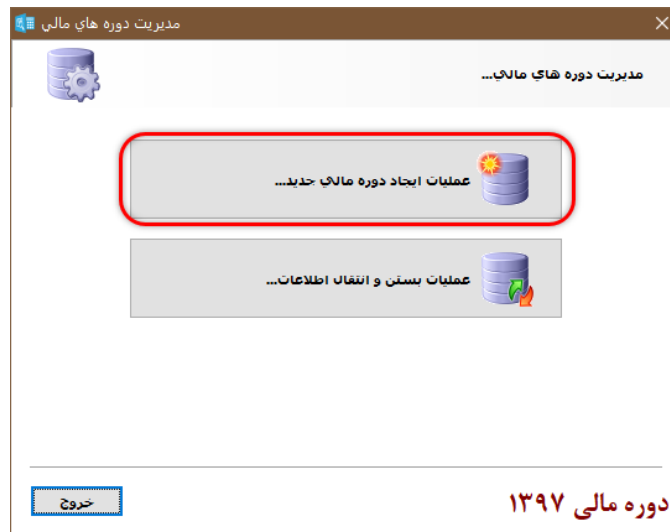 مديريت دوره هاي مالي
مديريت دوره هاي مالي...
عمليات ايجاد دوره مالي جديد...
عمليات بستن و انتقال اطلاعات...
دوره مالی ۱۳۹۷
خروج